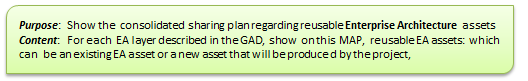 Purpose: Show the consolidated sharing plan regarding reusable Enterprise Architecture assets
Content: For each EA layer described in the GAD, show on this MAP, reusable EA assets: which
can be an existing EA asset or a new asset that will be produced by the project,